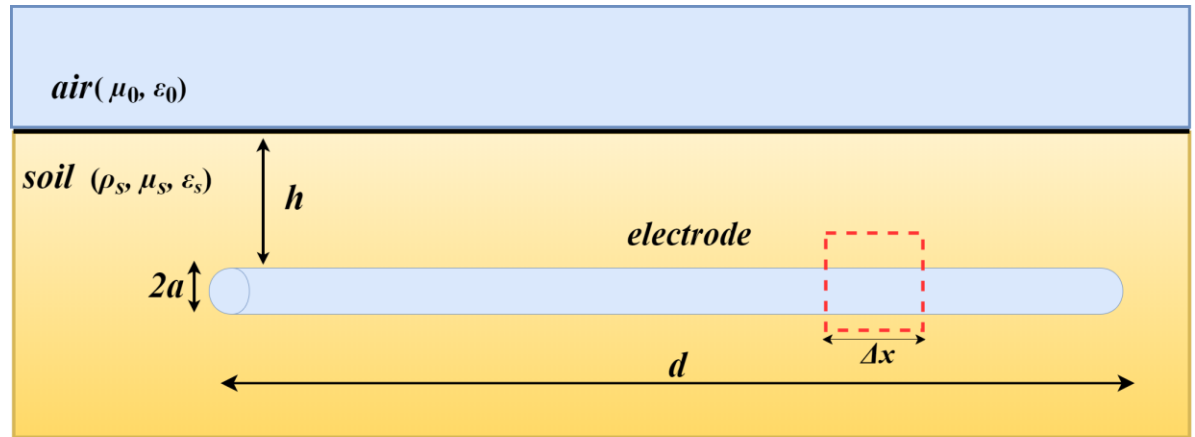 air( μ₀, ε₀)
soil (ρₛ, μₛ, εₛ)
h
electrode
2a
Δx
d